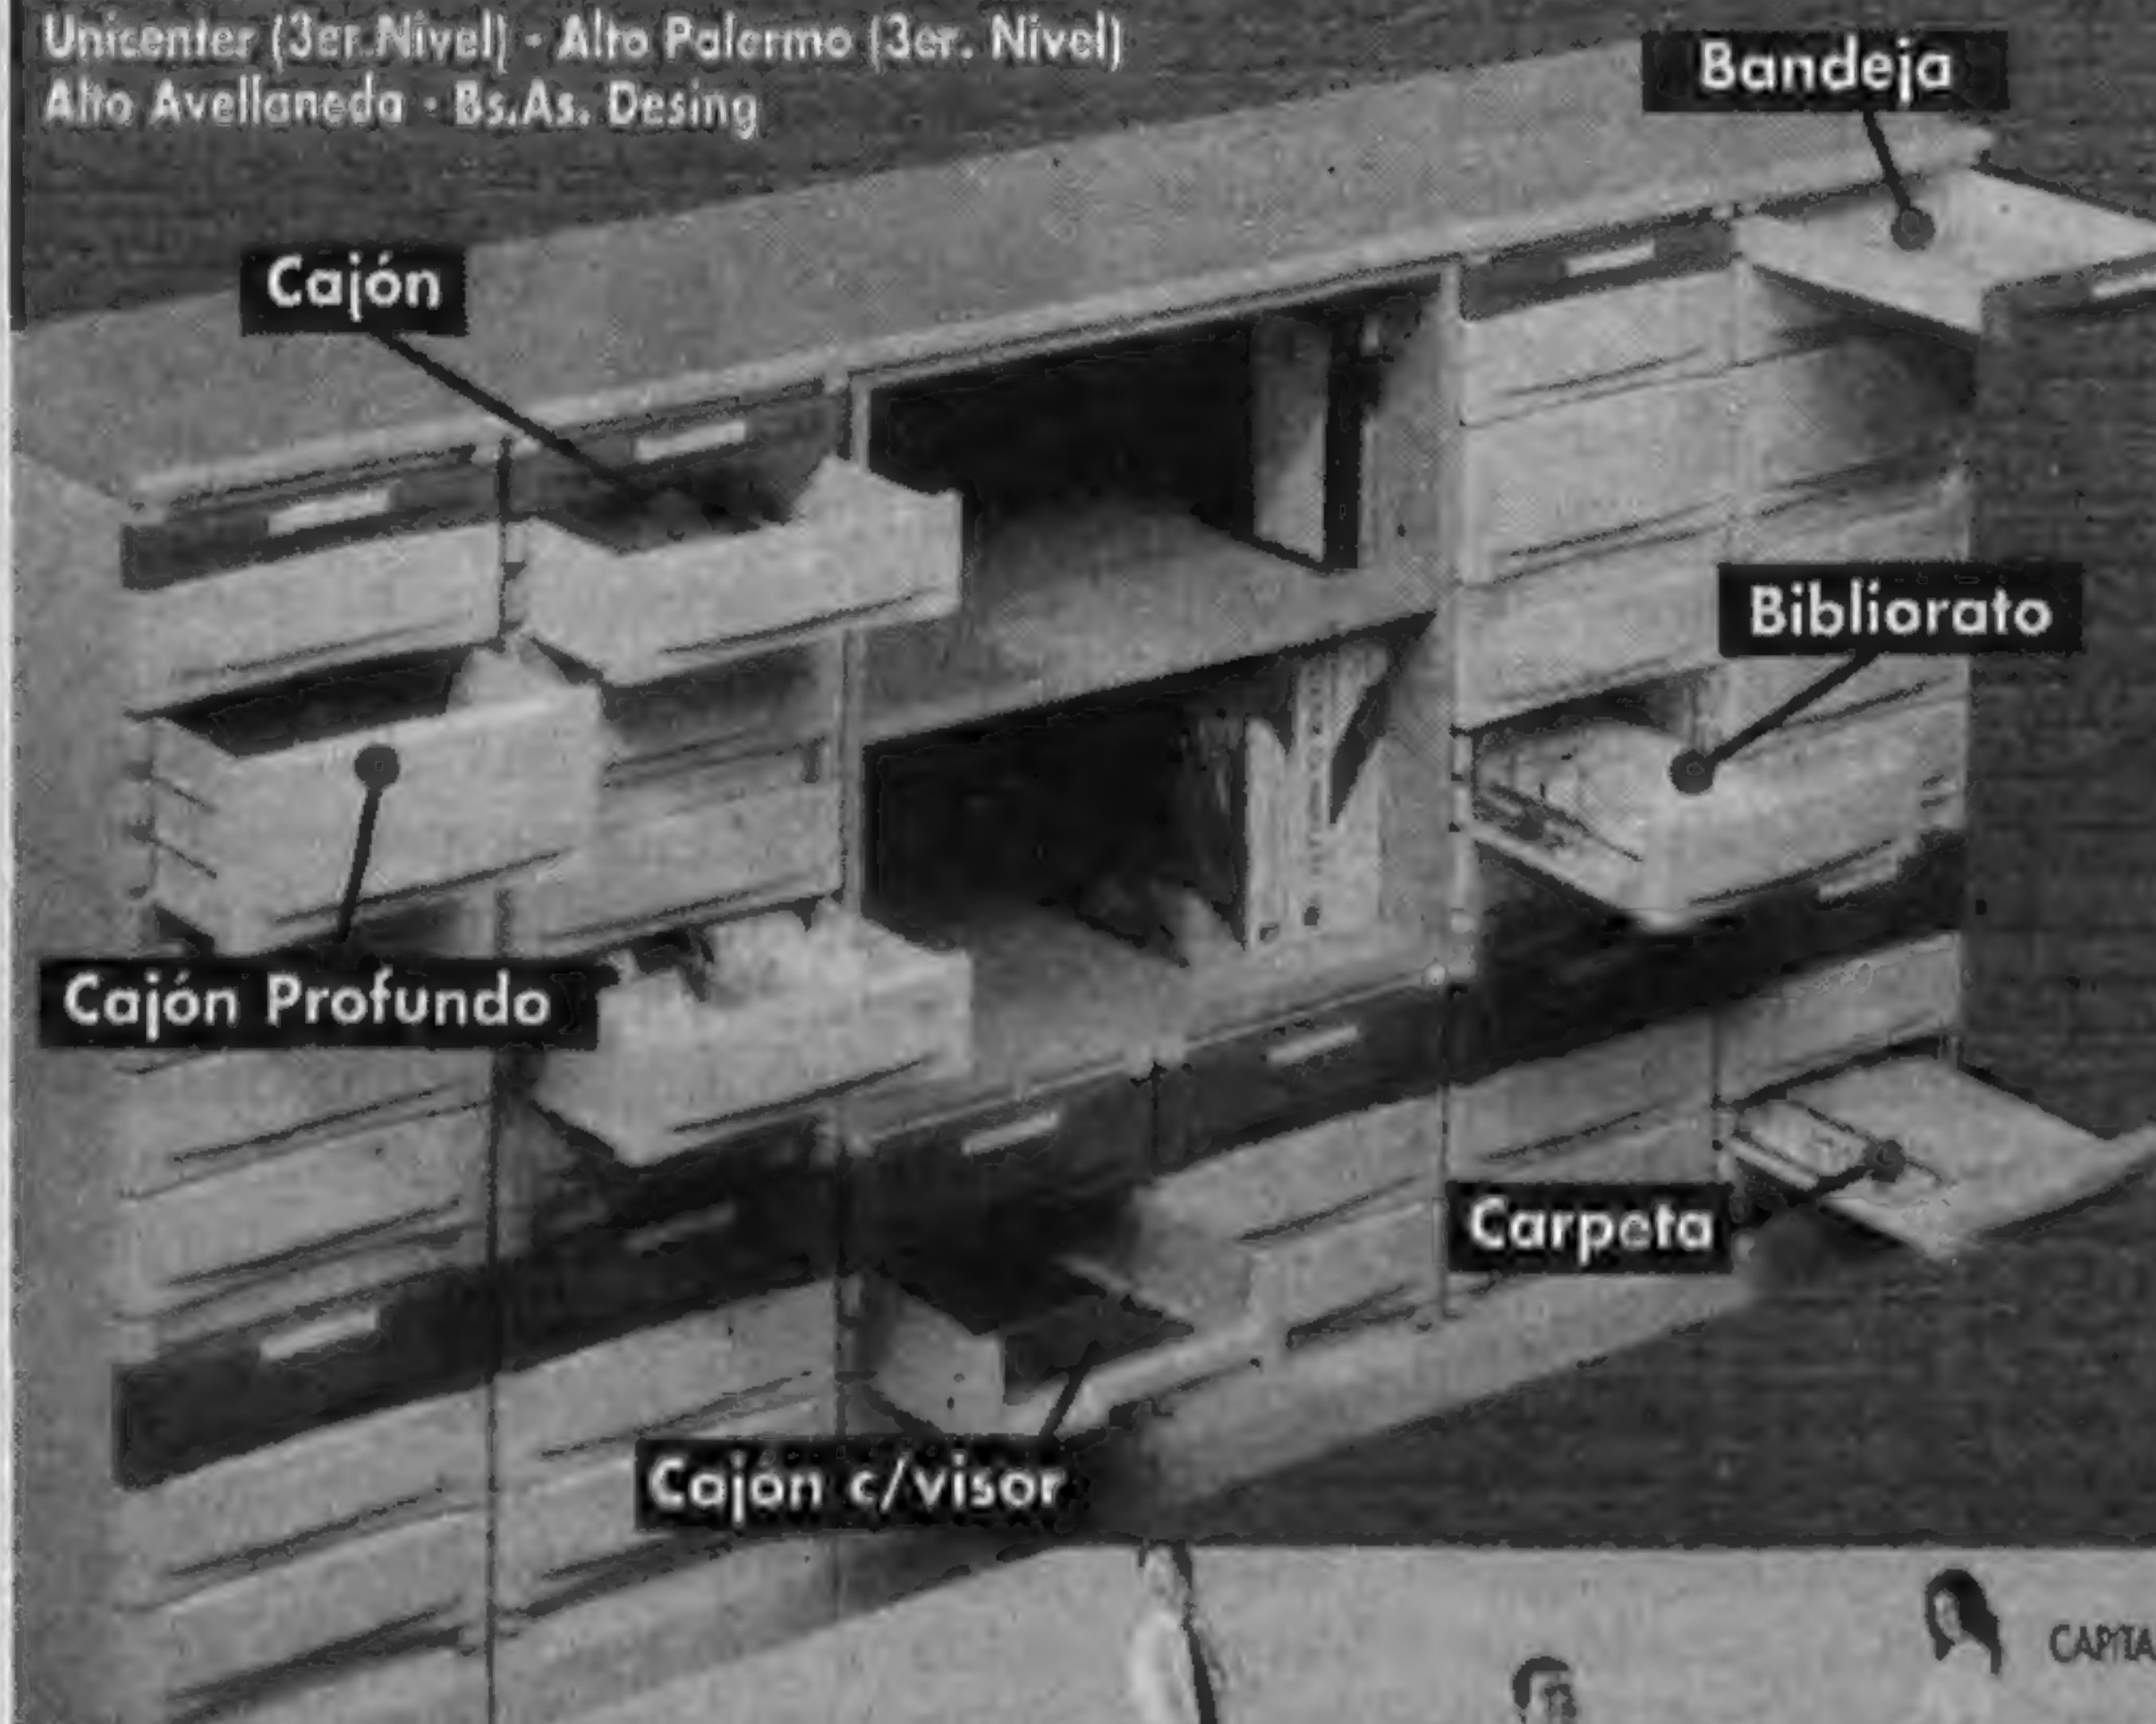 Unicenter (3er.Nivel) - Alto Palermo (3er. Nivel)
Alto Avellaneda - Bs.As. Desing
Bandeja
Cajón
Bibliorato
Cajón Profundo
Carpeta
Cajón c/visor